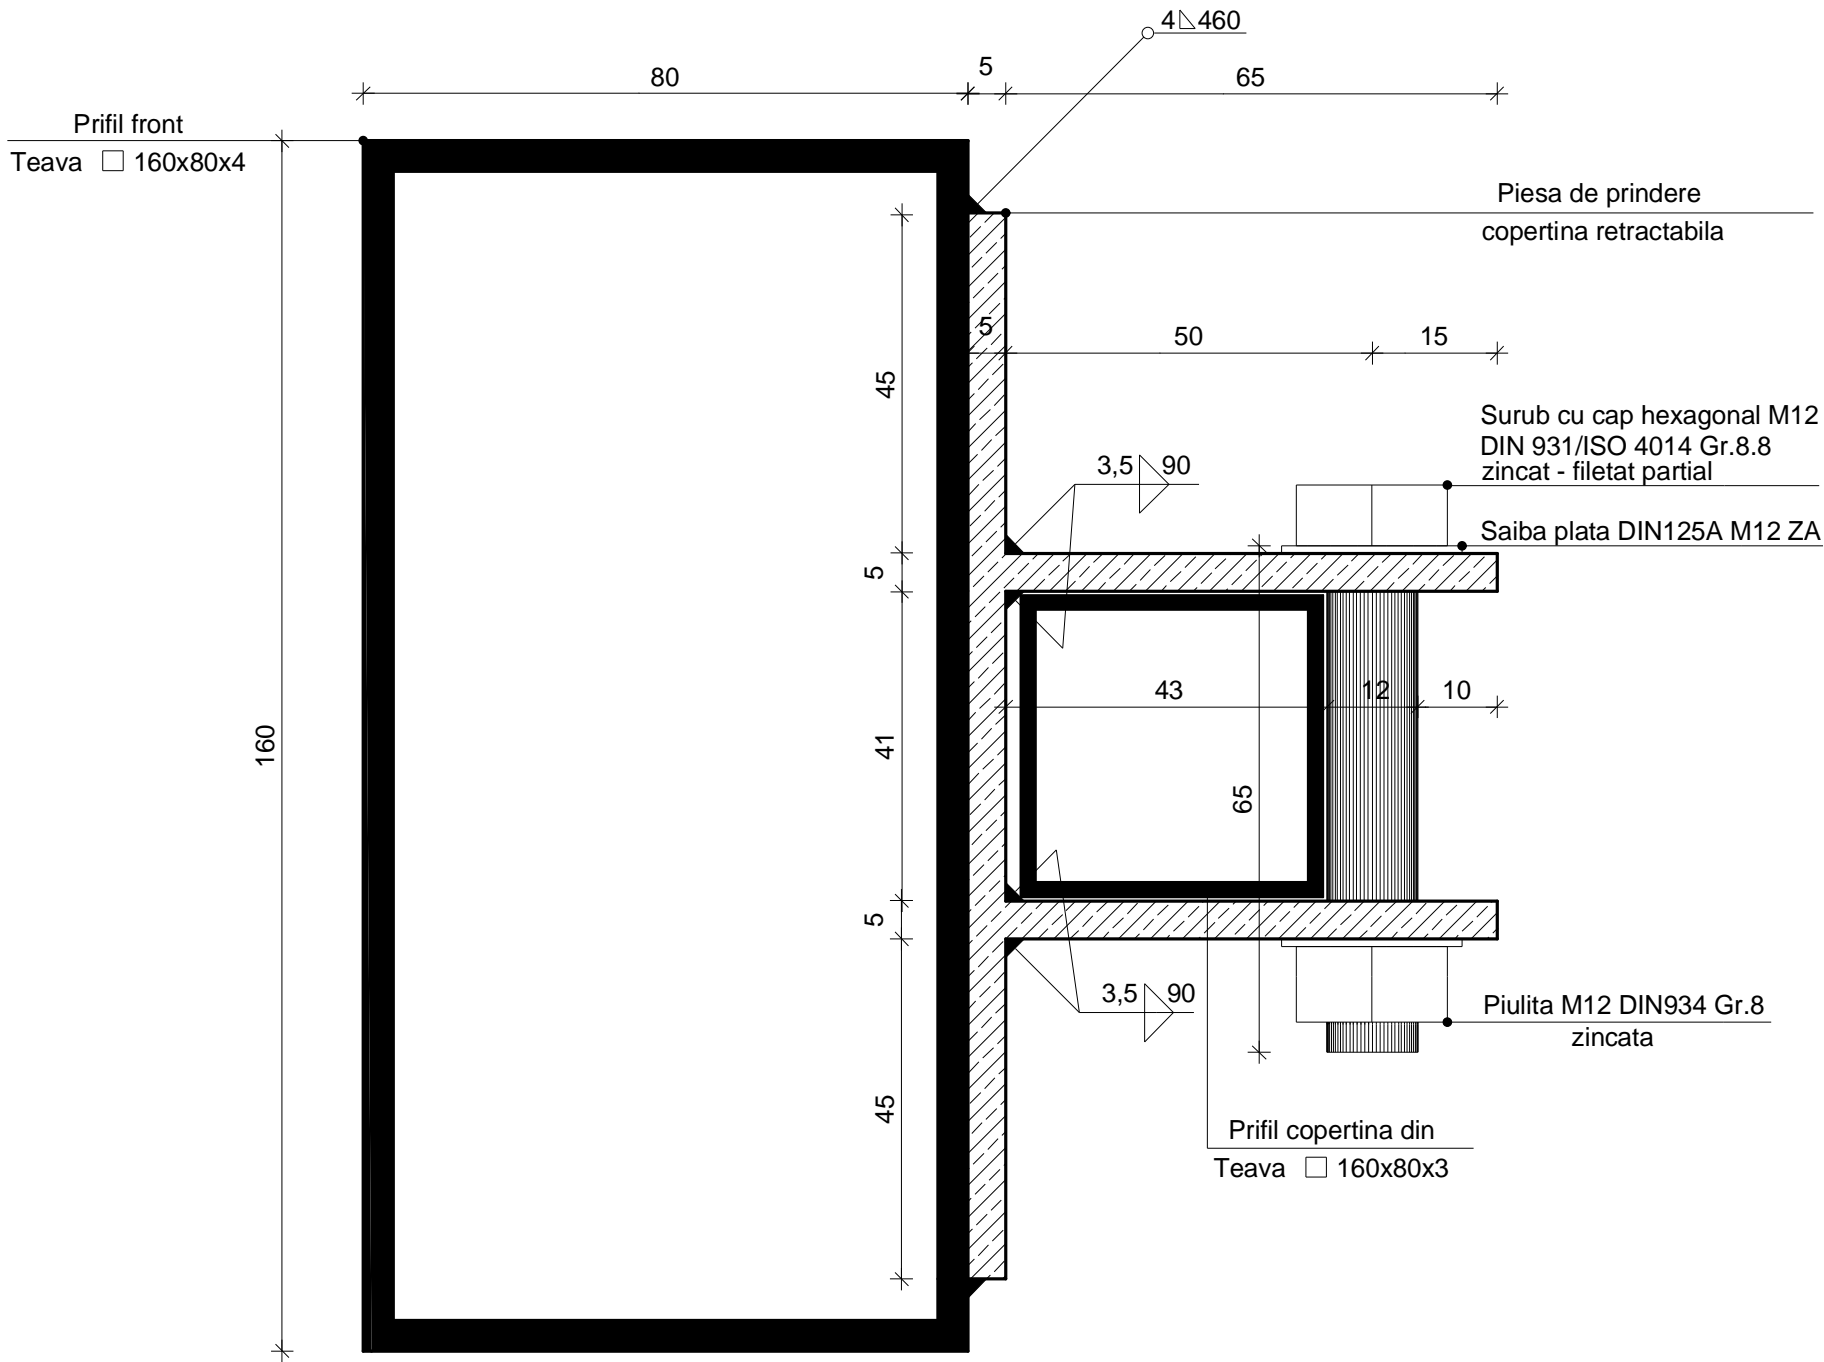 4 460
80
5
65
Prifil front
Teava □ 160x80x4
Piesa de prindere
copertina retractabila
5
50
15
45
Surub cu cap hexagonal M12
DIN 931/ISO 4014 Gr.8.8
zincat - filetat partial
3,5 90
Saiba plata DIN125A M12 ZA
5
43
12
10
160
41
65
5
3,5 90
Piulita M12 DIN934 Gr.8
zincata
45
Prifil copertina din
Teava □ 160x80x3